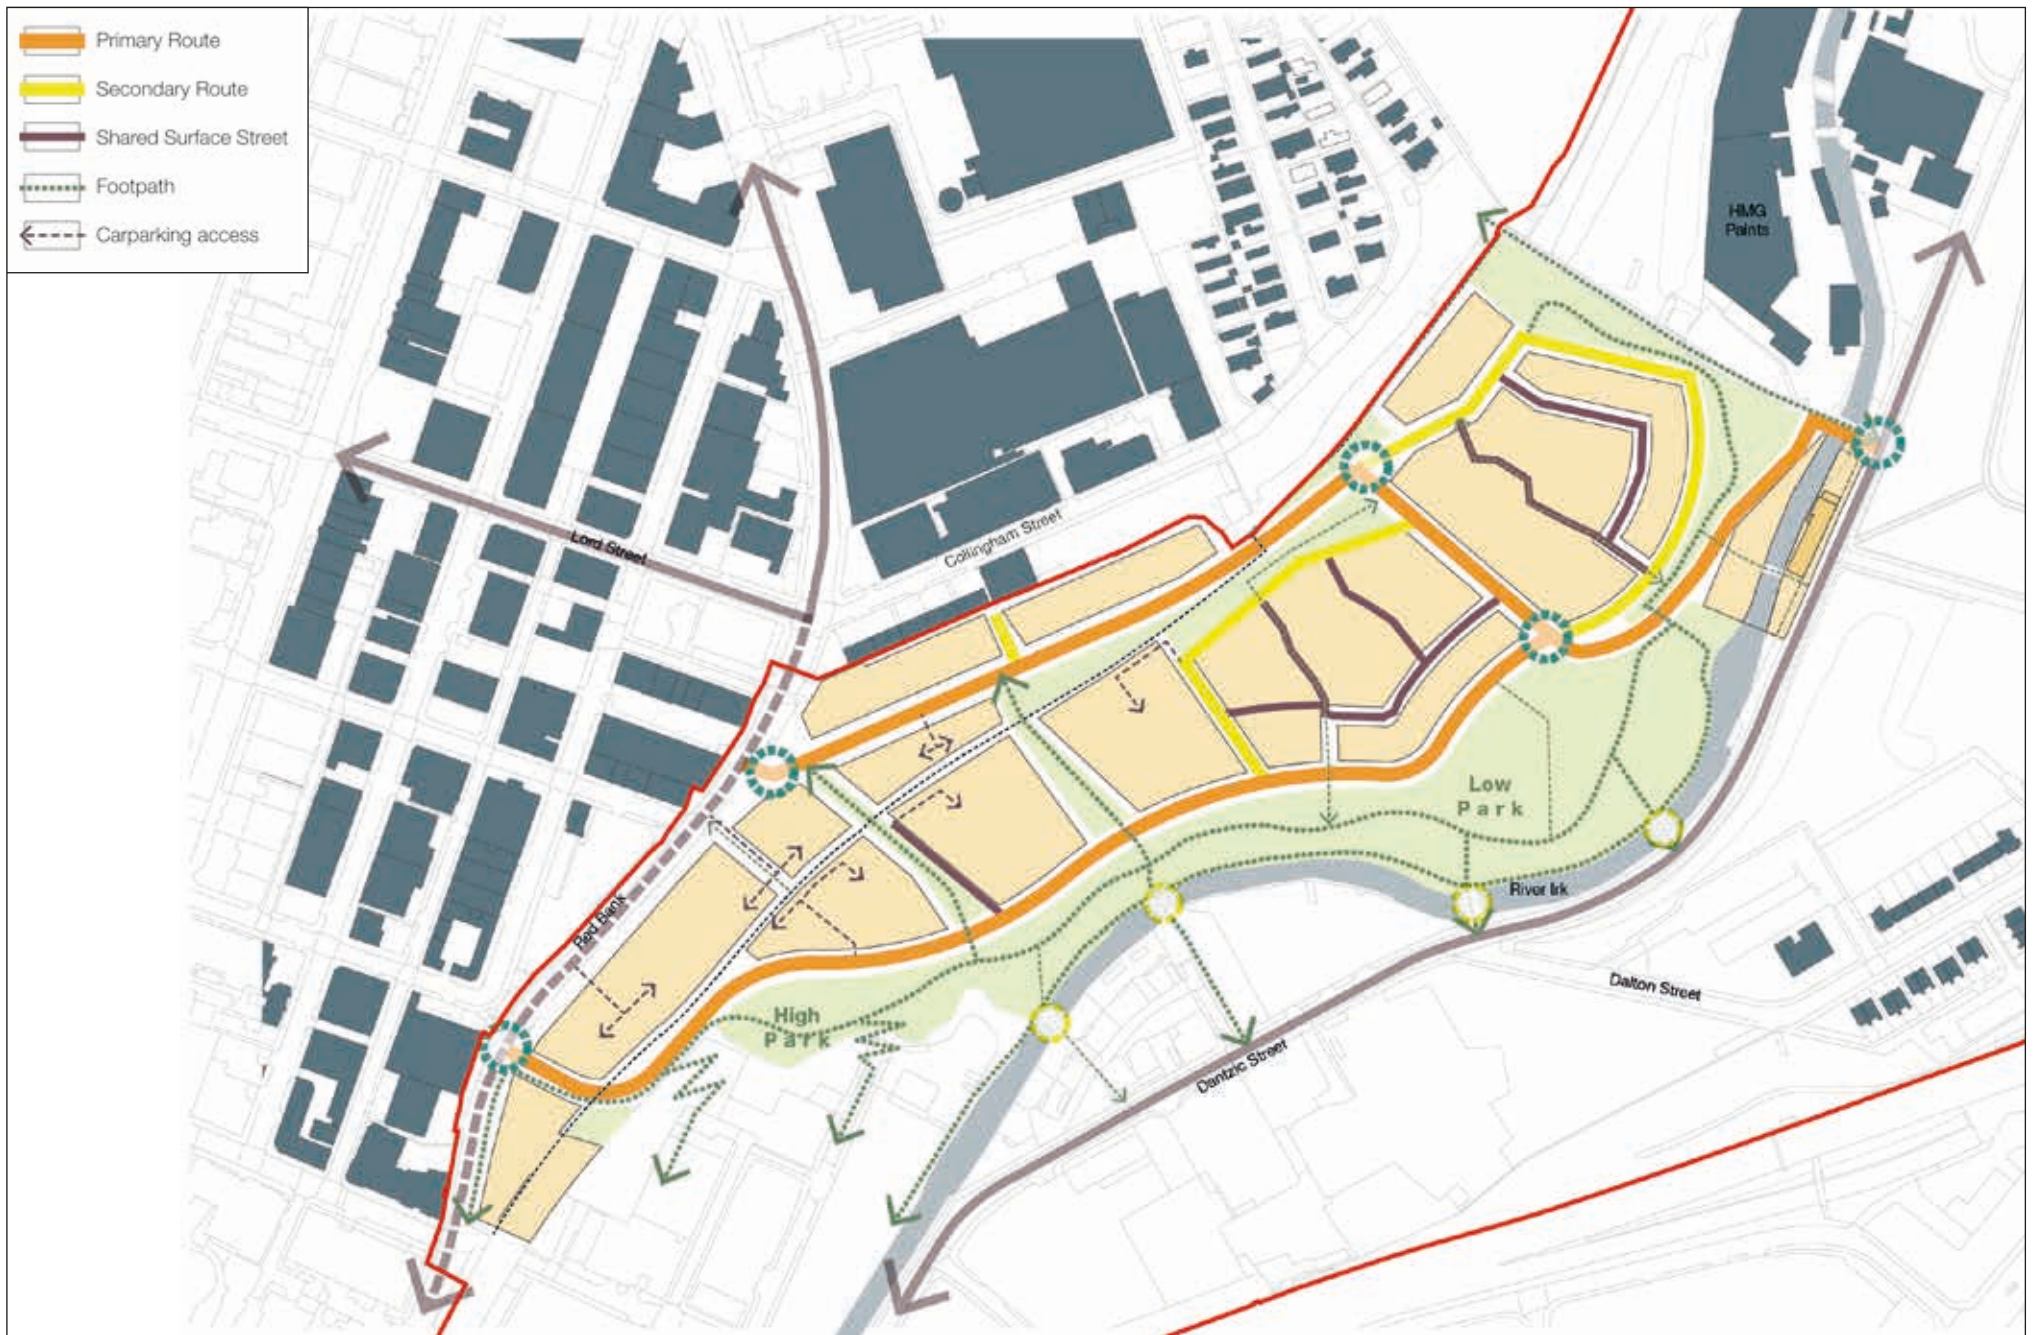 Primary Route
Secondary Route
Shared Surface Street
Footpath
Carparking access
HMG
Paints
Lord Street
Collingham Street
Low
Park
River Irk
Red Bank
Dalton Street
High
Park
Dantzic Street